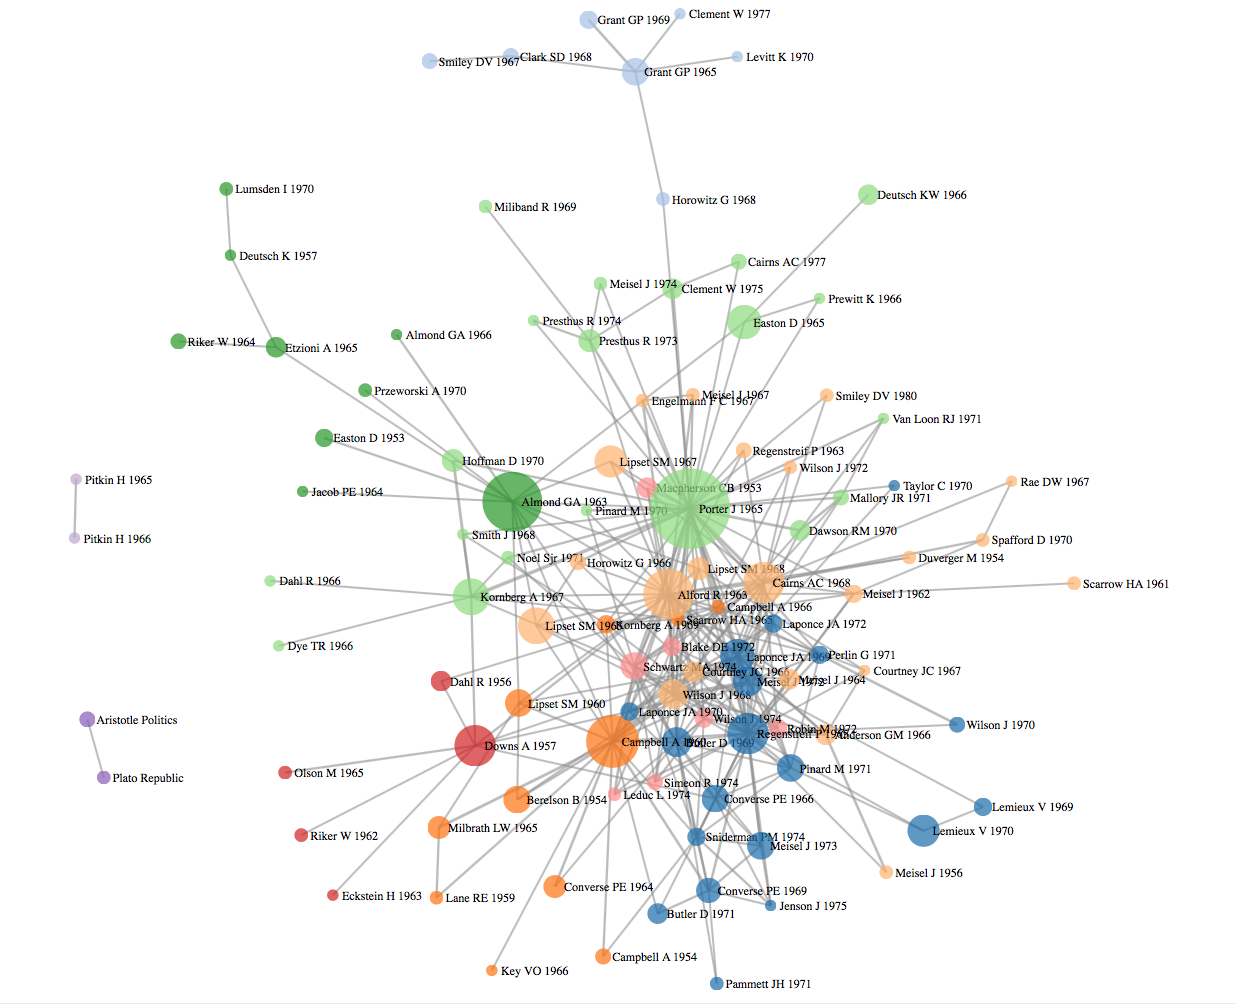 Clement W 1977
Grant GP 1969
Clark SD 1968
Levitt K 1970
Smiley DV 1967
Grant GP 1965
Lumsden I 1970
Deutsch KW 1966
Horowitz G 1968
Miliband R 1969
Deutsch K 1957
Cairns AC 1977
Meisel J 1974
Clement W 1975
Prewitt K 1966
Presthus R 1974
Easton D 1965
Almond GA 1966
Riker W 1964
Presthus R 1973
Etzioni A 1965
Przeworski A 1970
Meisel J 1967
Engelmann F C 1967
Smiley DV 1980
Van Loon RJ 1971
Easton D 1953
Regenstreif P 1963
Hoffman D 1970
Lipset SM 1967
Wilson J 1972
Pitkin H 1965
Rae DW 1967
Taylor C 1970
Macpherson CB 1953
Jacob PE 1964
Mallory JR 1971
Almond GA 1963
Porter J 1965
Pinard M 1970
Dawson RM 1970
Smith J 1968
Pitkin H 1966
Spafford D 1970
Noel Sjr 1971
Duverger M 1954
Horowitz G 1966
Lipset SM 1968
Dahl R 1966
Cairns AC 1968
Scarrow HA 1961
Meisel J 1962
Alford R 1963
Kornberg A 1967
Campbell A 1966
Scarrow HA 1965
Laponce JA 1972
Lipset SM
Kornberg A 1969
Dye TR 1966
Blake DE 1972
Perlin G 1971
Laponce JA 1969
Schwartz MA 1974
Courtney JC 1967
Courtney JC 1966
Meisel J 1964
Meisel J 1972
Dahl R 1956
Wilson J 1968
Lipset SM 1960
Laponce JA 1970
Aristotle Politics
Wilson J 1974
Wilson J 1970
Robin M 1972
Regenstreif P
Anderson GM 1966
Campbell A 1960
Butler D 1969
Downs A 1957
Pinard M 1971
Olson M 1965
Plato Republic
Simeon R 1974
Leduc L 1974
Converse PE 1966
Berelson B 1954
Lemieux V 1969
Milbrath LW 1965
Lemieux V 1970
Riker W 1962
Sniderman PM 1974
Meisel J 1973
Meisel J 1956
Converse PE 1964
Converse PE 1969
Eckstein H 1963
Lane RE 1959
Jenson J 1975
Butler D 1971
Campbell A 1954
Key VO 1966
Pammett JH 1971